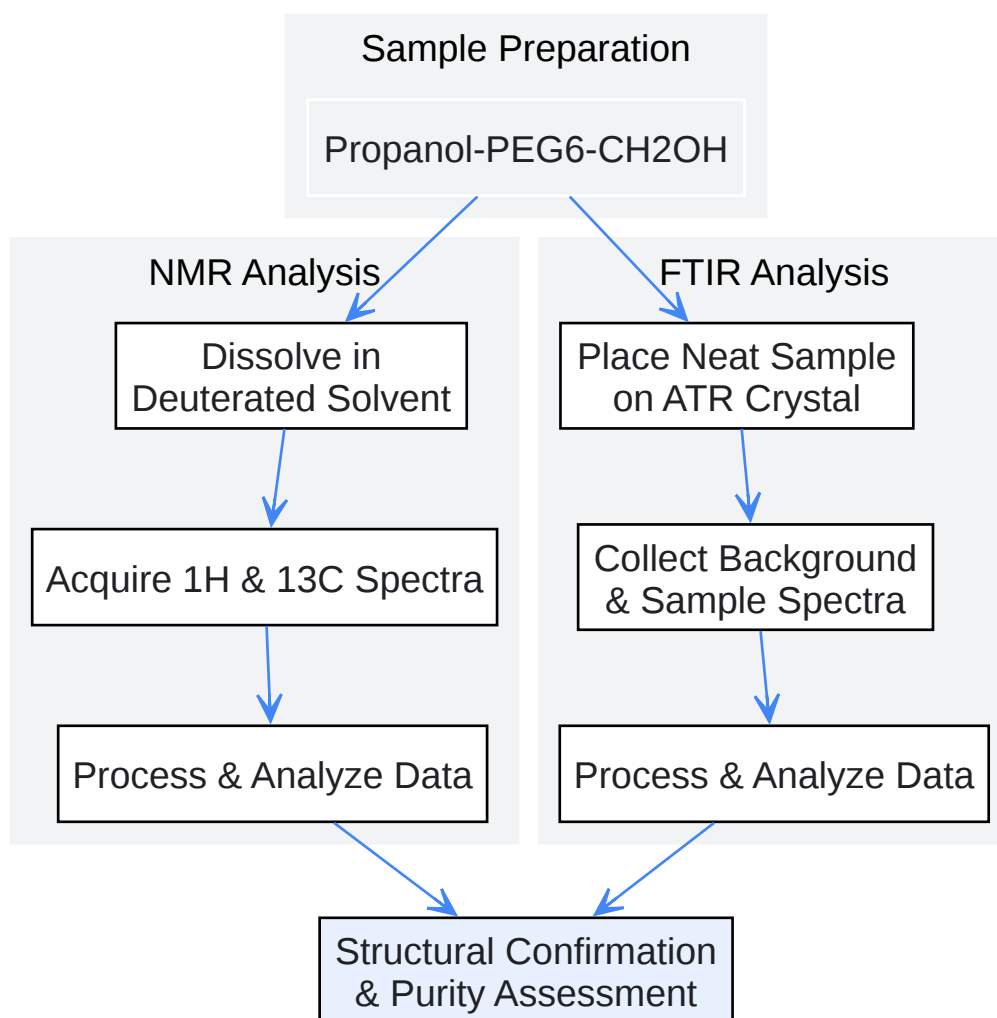 Sample Preparation
Propanol-PEG6-CH2OH
NMR Analysis
Dissolve in
Deuterated Solvent
Acquire 1H & 13C Spectra
Process & Analyze Data
FTIR Analysis
Place Neat Sample
on ATR Crystal
Collect Background
& Sample Spectra
Process & Analyze Data
Structural Confirmation
& Purity Assessment